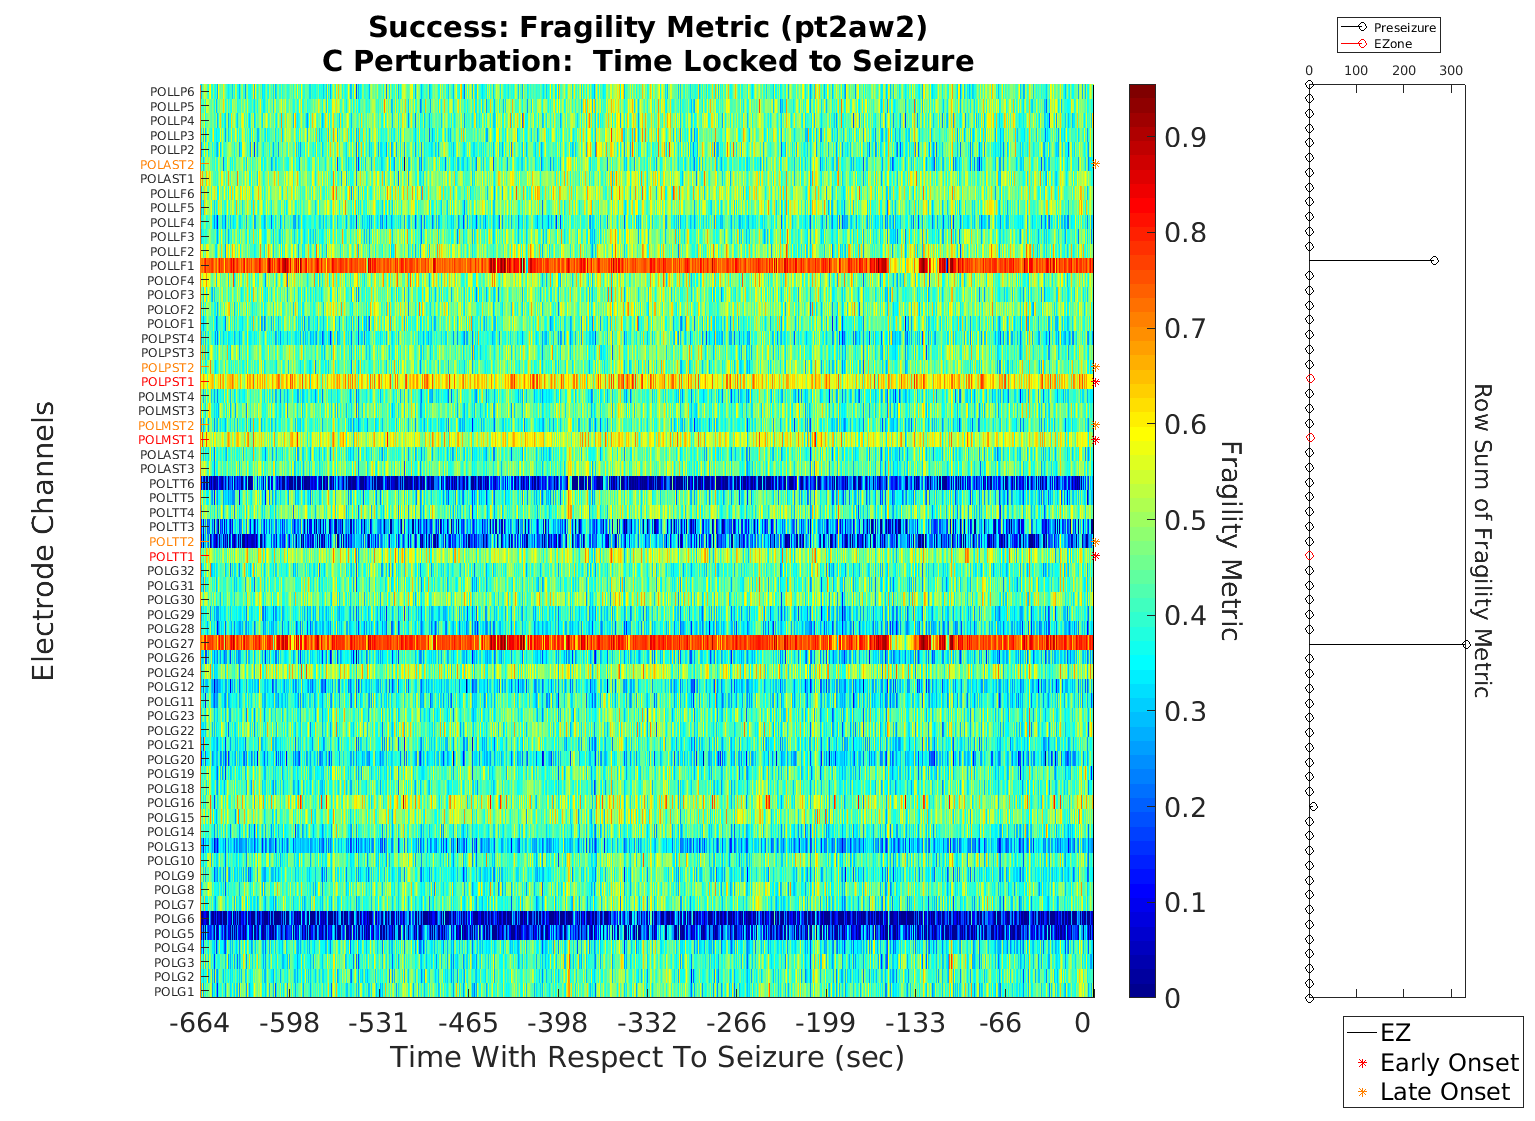 Success: Fragility Metric (pt2aw2)
C Perturbation:  Time Locked to Seizure
Preseizure
EZone
0 100 200 300
Electrode Channels
POLLP6
POLLP5
POLLP4
POLLP3
POLLP2
POLAST2
POLAST1
POLLF6
POLLF5
POLLF4
POLLF3
POLLF2
POLLF1
POLOF4
POLOF3
POLOF2
POLOF1
POLPST4
POLPST3
POLPST2
POLPST1
POLMST4
POLMST3
POLMST2
POLMST1
POLAST4
POLAST3
POLTT6
POLTT5
POLTT4
POLTT3
POLTT2
POLTT1
POLG32
POLG31
POLG30
POLG29
POLG28
POLG27
POLG26
POLG24
POLG12
POLG11
POLG23
POLG22
POLG21
POLG20
POLG19
POLG18
POLG16
POLG15
POLG14
POLG13
POLG10
POLG9
POLG8
POLG7
POLG6
POLG5
POLG4
POLG3
POLG2
POLG1
-664 -598 -531 -465 -398 -332 -266 -199 -133 -66 0
Time With Respect To Seizure (sec)
0.9
0.8
0.7
0.6
0.5
0.4
0.3
0.2
0.1
0
Fragility Metric
Row Sum of Fragility Metric
EZ
Early Onset
Late Onset